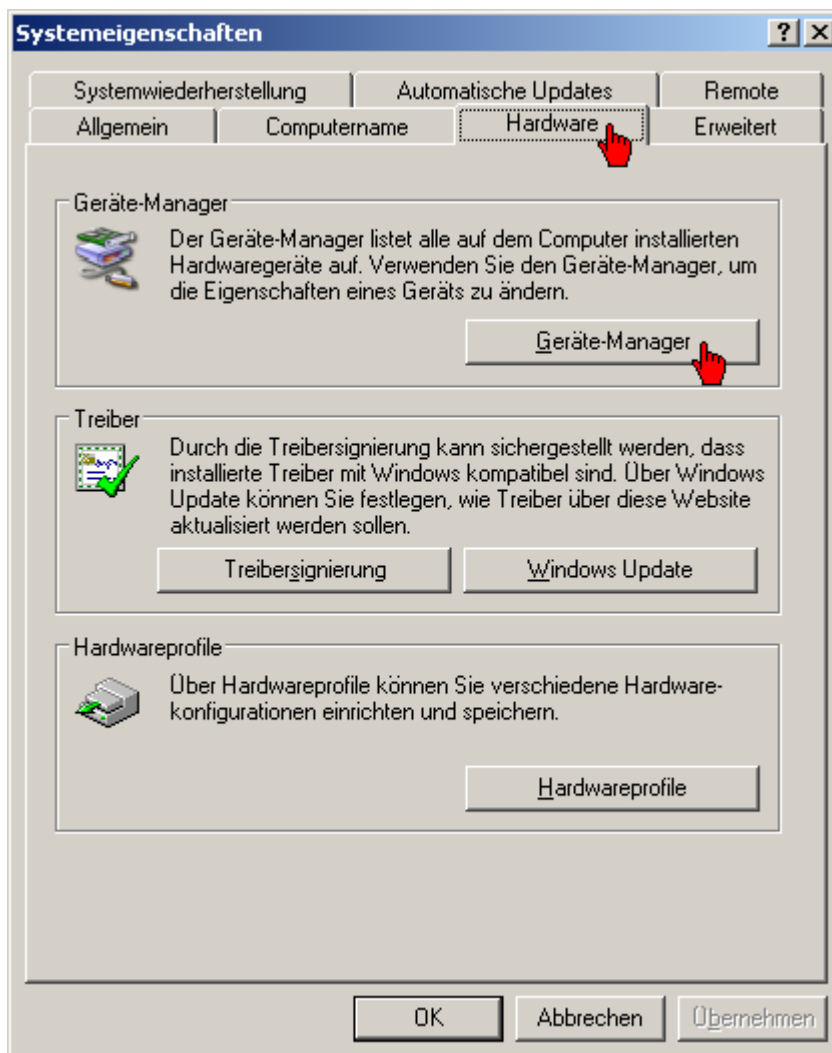 Systemeigenschaften
Systemwiederherstellung Automatische Updates Remote
Allgemein Computername Hardware Erweitert
Geräte-Manager
Der Geräte-Manager listet alle auf dem Computer installierten
Hardwaregeräte auf. Verwenden Sie den Geräte-Manager, um
die Eigenschaften eines Geräts zu ändern.
Geräte-Manager
Treiber
Durch die Treibersignierung kann sichergestellt werden, dass
installierte Treiber mit Windows kompatibel sind. Über Windows
Update können Sie festlegen, wie Treiber über diese Website
aktualisiert werden sollen.
Treibersignierung Windows Update
Hardwareprofile
Über Hardwareprofile können Sie verschiedene Hardware-
konfigurationen einrichten und speichern.
Hardwareprofile
OK Abbrechen Übernehmen